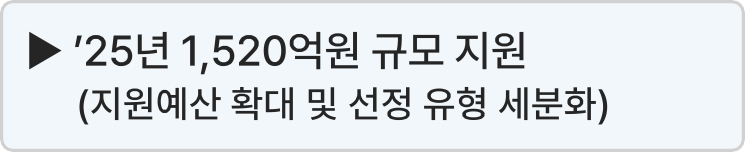 ▶ ’25년 1,520억원 규모 지원
(지원예산 확대 및 선정 유형 세분화)